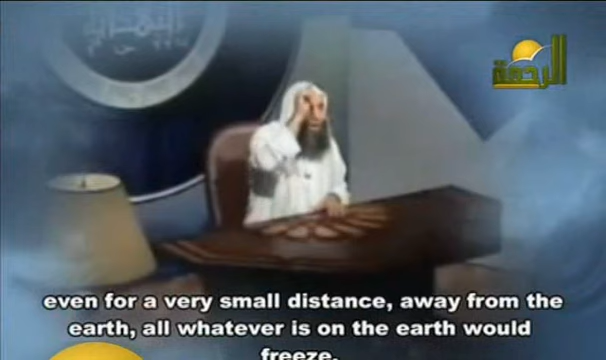 الرحمة
even for a very small distance, away from the
earth, all whatever is on the earth would
freeze.